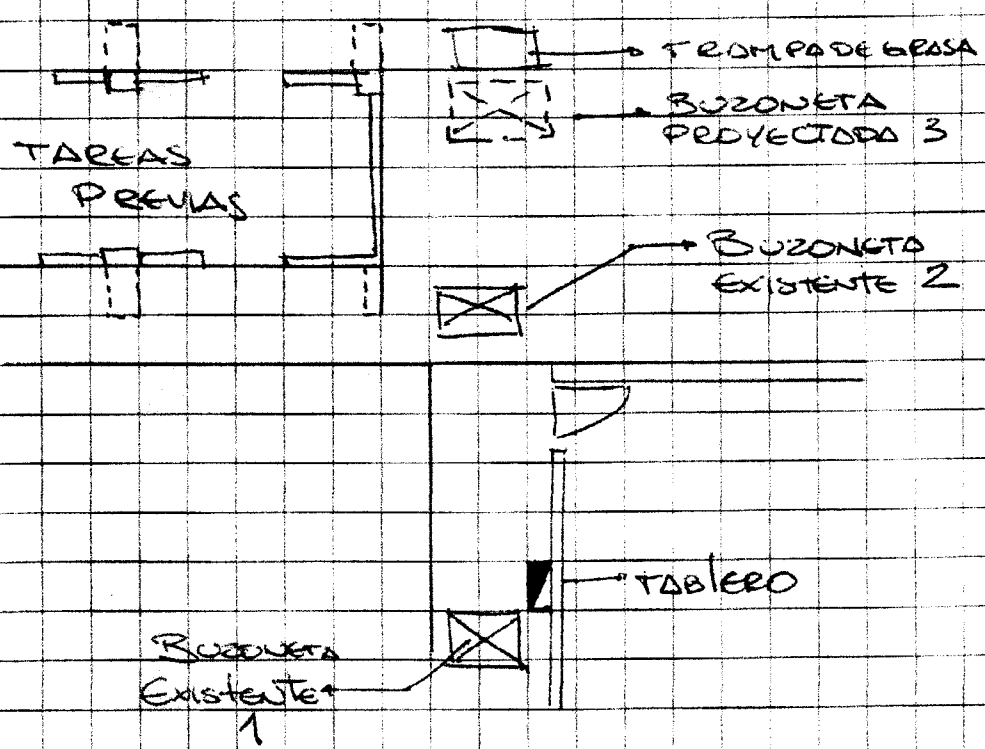 TROMPA DE GRASA
BUZONETA
PROYECTADA 3
TAREAS
PREVIAS
BUZONETA
EXISTENTE 2
TABLERO
BUZONETA
EXISTENTE
1